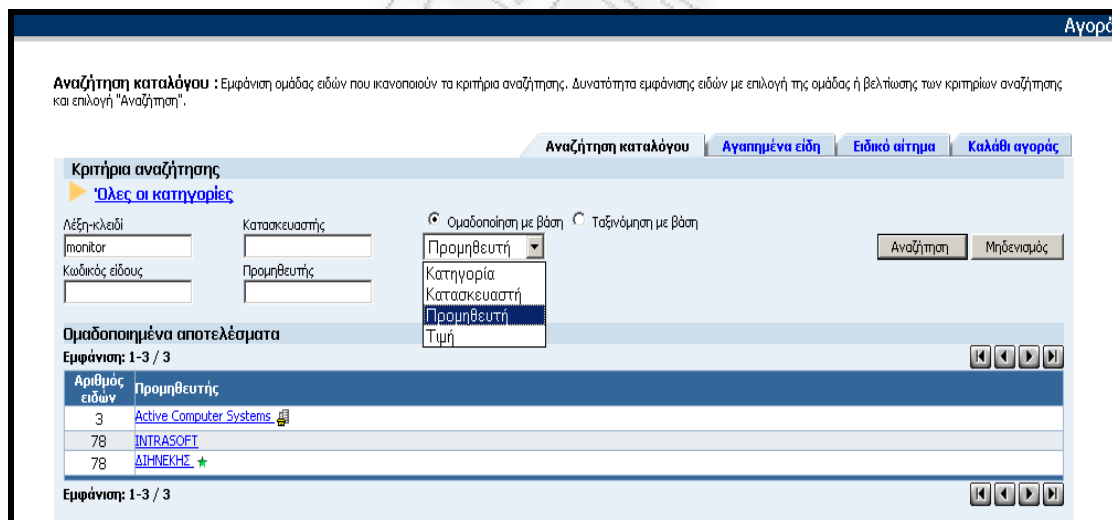 Αγορά
Αναζήτηση καταλόγου : Εμφάνιση ομάδας ειδών που ικανοποιούν τα κριτήρια αναζήτησης. Δυνατότητα εμφάνισης ειδών με επιλογή της ομάδας ή βελτίωσης των κριτηρίων αναζήτησης
και επιλογή "Αναζήτηση".
Αναζήτηση καταλόγου Αγαπημένα είδη Ειδικό αίτημα Καλάθι αγοράς
Κριτήρια αναζήτησης
Όλες οι κατηγορίες
Λέξη-κλειδί Κατασκευαστής Ομαδοποίηση με βάση Ταξινόμηση με βάση
monitor Προμηθευτή Αναζήτηση Μηδενισμός
Κωδικός είδους Προμηθευτής Κατηγορία
Κατασκευαστή
Προμηθευτή
Τιμή
Ομαδοποιημένα αποτελέσματα
Εμφάνιση: 1-3 / 3
Αριθμός ειδών Προμηθευτής
3 Active Computer Systems
78 INTRASOFT
78 ΔΙΗΝΕΚΗΣ
Εμφάνιση: 1-3 / 3